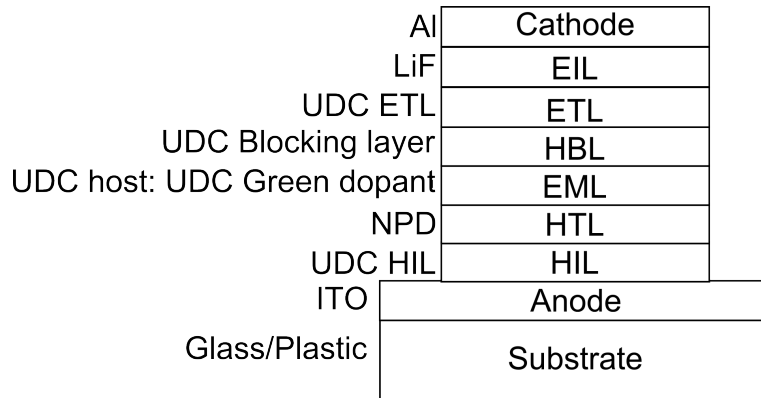 Al Cathode
LiF EIL
UDC ETL ETL
UDC Blocking layer HBL
UDC host: UDC Green dopant EML
NPD HTL
UDC HIL HIL
ITO Anode
Glass/Plastic Substrate